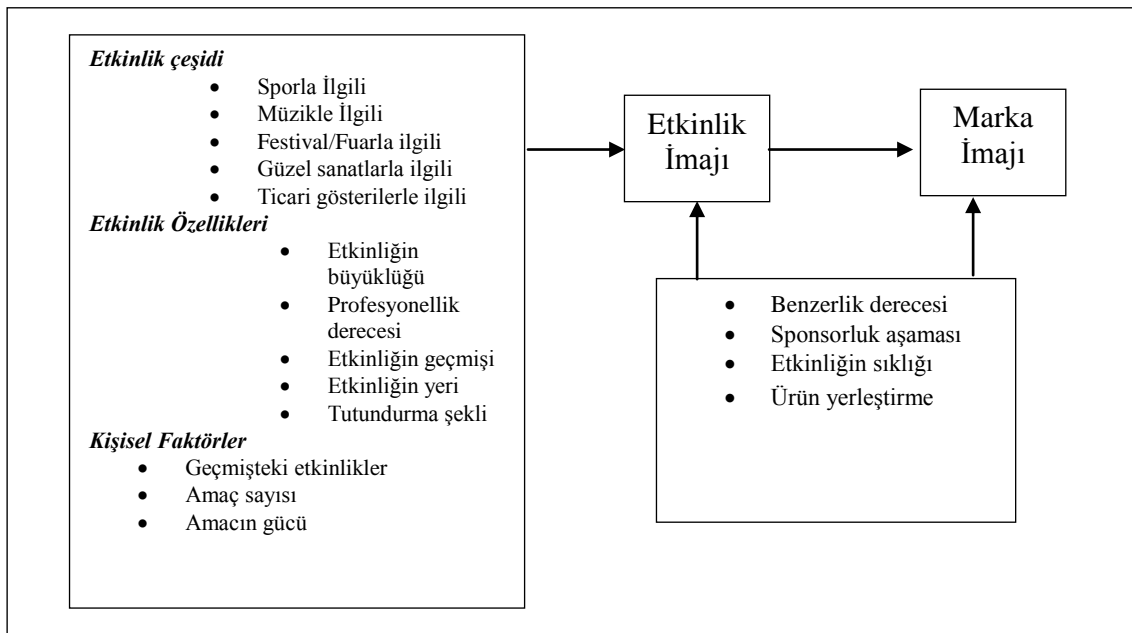 Etkinlik çeşidi
• Sporla İlgili
• Müzikle İlgili
• Festival/Fuarla ilgili
• Güzel sanatlarla ilgili
• Ticari gösterilerle ilgili
Etkinlik Özellikleri
• Etkinliğin
büyüklüğü
• Profesyonellik
derecesi
• Etkinliğin geçmişi
• Etkinliğin yeri
• Tutundurma şekli
Kişisel Faktörler
• Geçmişteki etkinlikler
• Amaç sayısı
• Amacın gücü
Etkinlik
İmajı
Marka
İmajı
• Benzerlik derecesi
• Sponsorluk aşaması
• Etkinliğin sıklığı
• Ürün yerleştirme